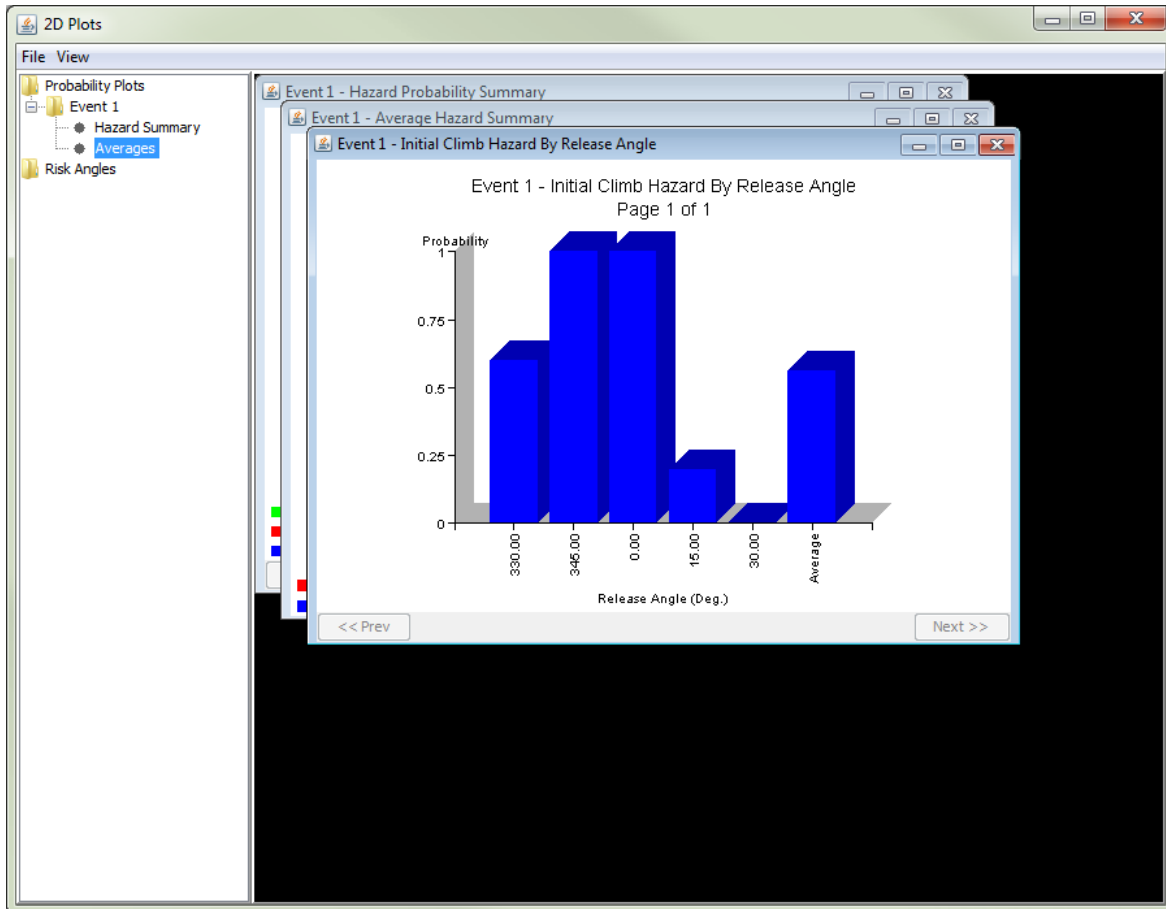 2D Plots
File View
Probability Plots
Event 1
Hazard Summary
Averages
Risk Angles
Event 1 - Hazard Probability Summary
Event 1 - Average Hazard Summary
Event 1 - Initial Climb Hazard By Release Angle
Event 1 - Initial Climb Hazard By Release Angle
Page 1 of 1
Probability
1
0.75
0.5
0.25
0
330.00
345.00
0.00
15.00
30.00
Average
Release Angle (Deg.)
<< Prev
Next >>